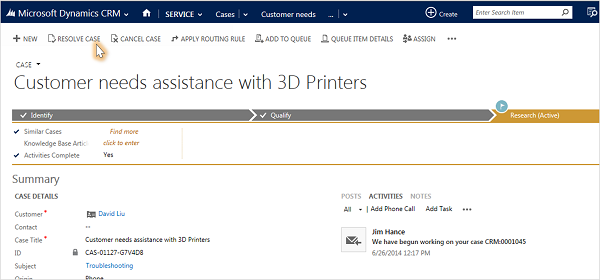 Microsoft Dynamics CRM SERVICE Cases Customer needs ... Create Enter Search Item
NEW RESOLVE CASE CANCEL CASE APPLY ROUTING RULE ADD TO QUEUE QUEUE ITEM DETAILS ASSIGN ...
CASE
Customer needs assistance with 3D Printers
Identify Qualify Research (Active)
Similar Cases Find more
Knowledge Base Artic click to enter
Activities Complete Yes
Summary
CASE DETAILS
Customer * David Liu
Contact --
Case Title * Customer needs assistance with 3D Printers
ID CAS-01127-G7V4D8
Subject Troubleshooting
Origin Phone
POSTS ACTIVITIES NOTES
All Add Phone Call Add Task ...
Jim Hance
We have begun working on your case CRM:0001045
6/26/2014 12:17 PM